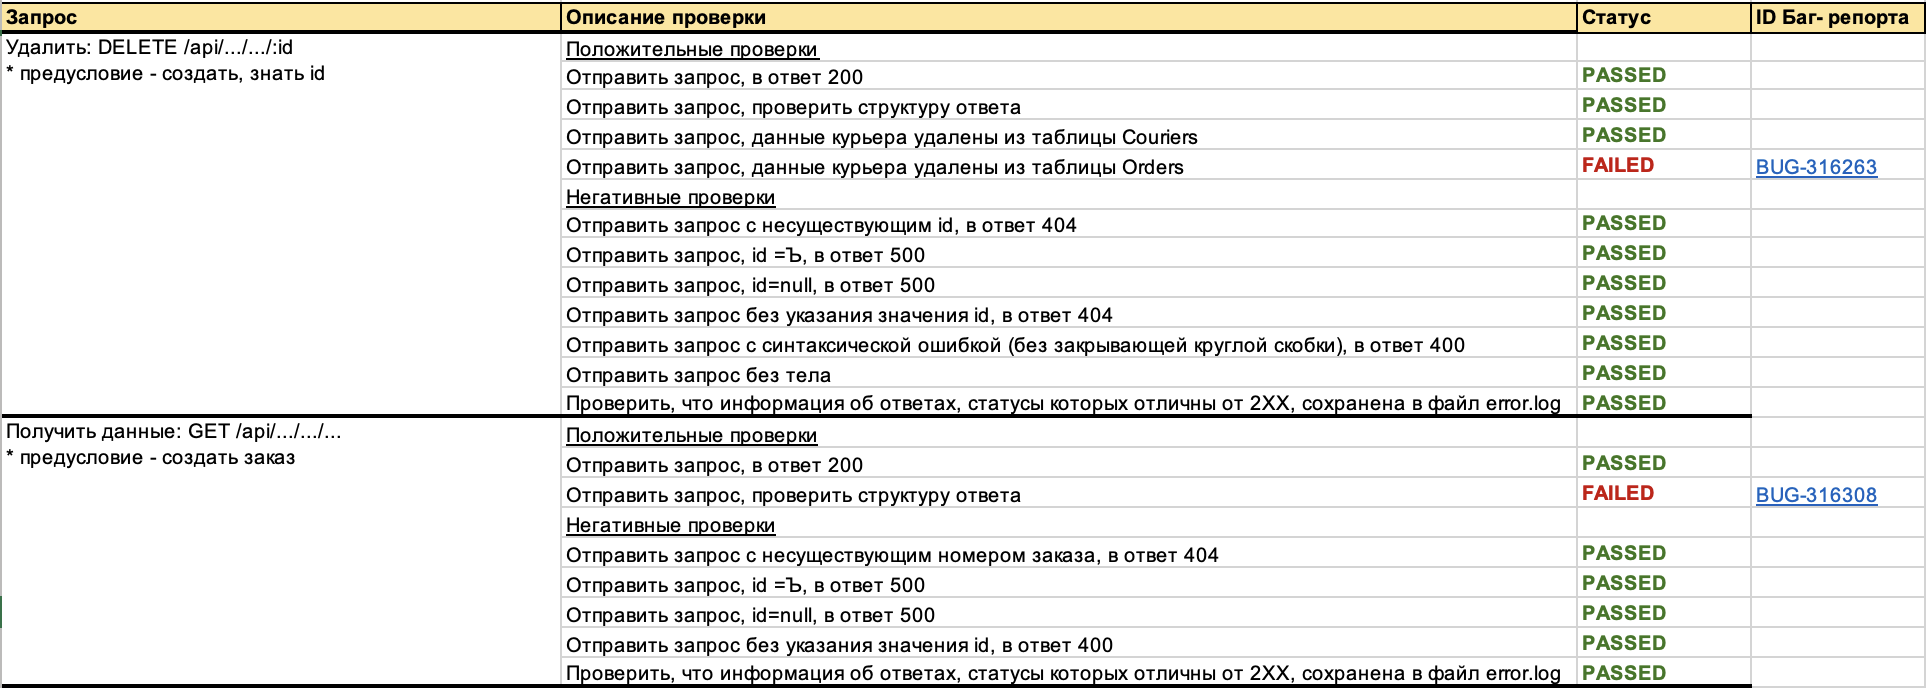 Запрос Описание проверки Статус ID Баг- репорта
Удалить: DELETE /api/.../.../:id Положительные проверки
* предусловие - создать, знать id Отправить запрос, в ответ 200 PASSED
Отправить запрос, проверить структуру ответа PASSED
Отправить запрос, данные курьера удалены из таблицы Couriers PASSED
Отправить запрос, данные курьера удалены из таблицы Orders FAILED BUG-316263
Негативные проверки
Отправить запрос с несуществующим id, в ответ 404 PASSED
Отправить запрос, id =Ъ, в ответ 500 PASSED
Отправить запрос, id=null, в ответ 500 PASSED
Отправить запрос без указания значения id, в ответ 404 PASSED
Отправить запрос с синтаксической ошибкой (без закрывающей круглой скобки), в ответ 400 PASSED
Отправить запрос без тела PASSED
Проверить, что информация об ответах, статусы которых отличны от 2XX, сохранена в файл error.log PASSED
Получить данные: GET /api/.../.../... Положительные проверки
* предусловие - создать заказ Отправить запрос, в ответ 200 PASSED
Отправить запрос, проверить структуру ответа FAILED BUG-316308
Негативные проверки
Отправить запрос с несуществующим номером заказа, в ответ 404 PASSED
Отправить запрос, id =Ъ, в ответ 500 PASSED
Отправить запрос, id=null, в ответ 500 PASSED
Отправить запрос без указания значения id, в ответ 400 PASSED
Проверить, что информация об ответах, статусы которых отличны от 2XX, сохранена в файл error.log PASSED